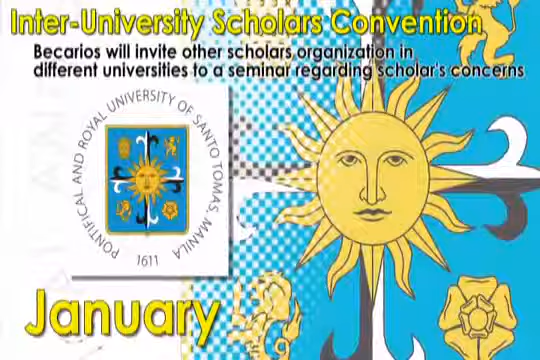 Inter-University Scholars Convention
Becarios will invite other scholars organization in
different universities to a seminar regarding scholar's concerns
PONTIFICAL AND ROYAL UNIVERSITY OF SANTO TOMAS, MANILA
1611
January